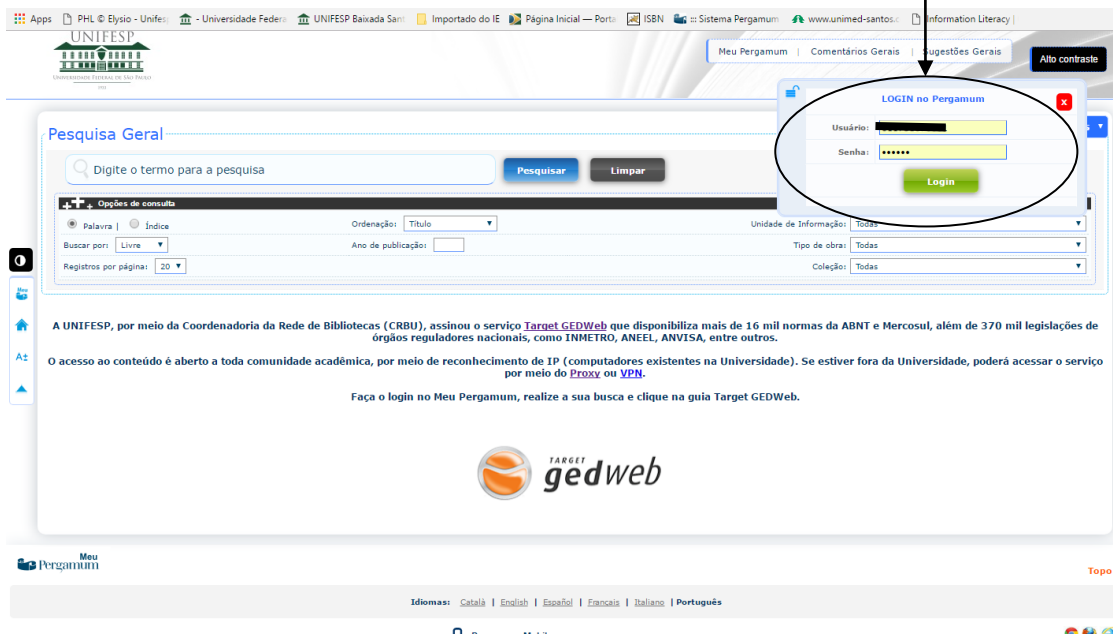 Apps PHL © Elysio - Unifes - Universidade Federa UNIFESP Baixada Sant Importado do IE Página Inicial — Porta ISBN ::: Sistema Pergamum www.unimed-santos.c Information Literacy |
UNIFESP
UNIVERSIDADE FEDERAL DE SÃO PAULO
Meu Pergamum | Comentários Gerais | Sugestões Gerais
Alto contraste
LOGIN no Pergamum
x
Usuário:
Senha: ••••••
Login
Pesquisa Geral
Digite o termo para a pesquisa
Pesquisar Limpar
Opções de consulta
Palavra | Índice Ordenação: Título Unidade de Informação: Todas
Buscar por: Livre Ano de publicação: Tipo de obra: Todas
Registros por página: 20 Coleção: Todas
Meu
A±
A UNIFESP, por meio da Coordenadoria da Rede de Bibliotecas (CRBU), assinou o serviço Target GEDWeb que disponibiliza mais de 16 mil normas da ABNT e Mercosul, além de 370 mil legislações de
órgãos reguladores nacionais, como INMETRO, ANEEL, ANVISA, entre outros.
O acesso ao conteúdo é aberto a toda comunidade acadêmica, por meio de reconhecimento de IP (computadores existentes na Universidade). Se estiver fora da Universidade, poderá acessar o serviço
por meio do Proxy ou VPN.
Faça o login no Meu Pergamum, realize a sua busca e clique na guia Target GEDWeb.
TARGET
gedweb
Meu
Pergamum
Topo
Idiomas: Català | English | Español | Français | Italiano | Português